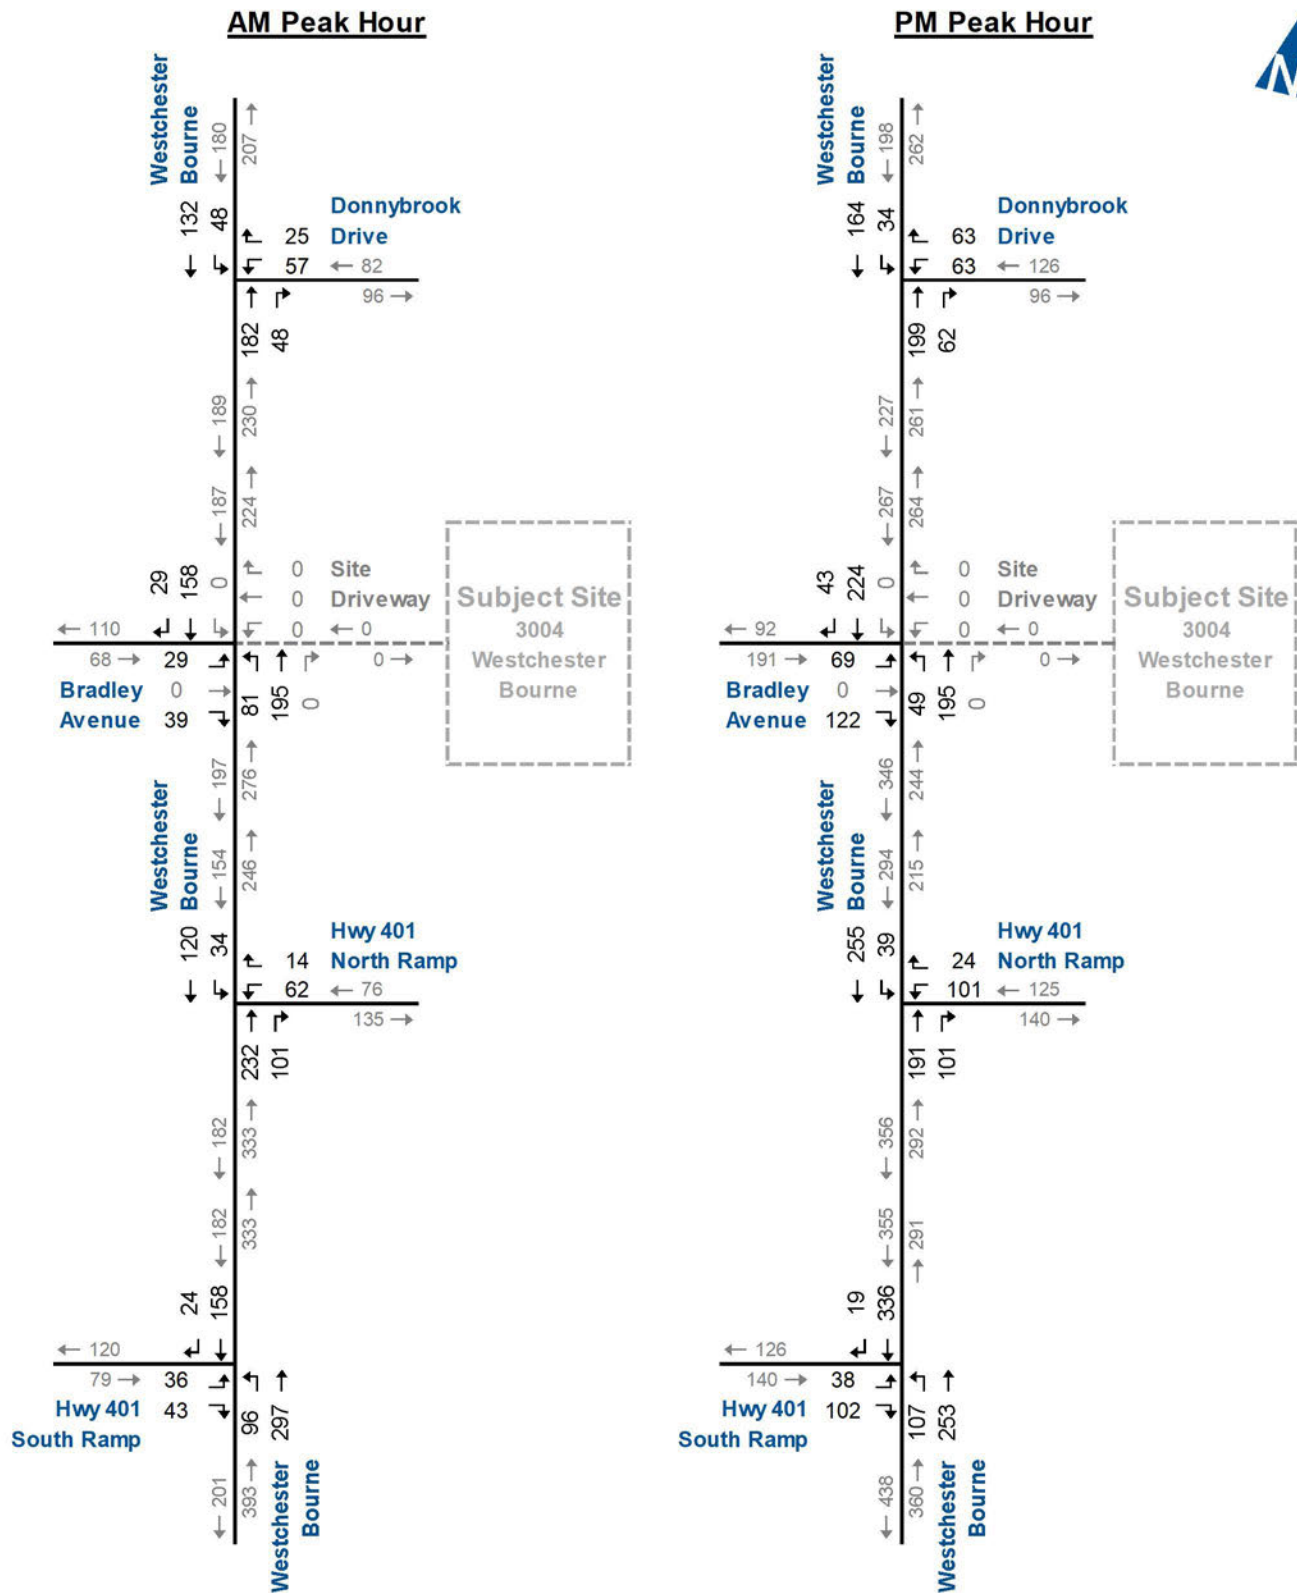 AM Peak Hour
Westchester
Bourne
180
207
132
48
Donnybrook
25 Drive
57 82
96
182
48
189
230
187
224
29
158
0
0 Site
0 Driveway
0 0
110
68 29
0
Bradley 0
Avenue 39
81
195
0
Subject Site
3004
Westchester
Bourne
197
276
Westchester
Bourne
154
246
120
34
Hwy 401
14 North Ramp
62 76
135
232
101
182
333
182
333
24
158
120
79 36
Hwy 401 43
South Ramp
96
297
201
393
Westchester
Bourne
PM Peak Hour
Westchester
Bourne
198
262
164
34
Donnybrook
63 Drive
63 126
96
199
62
227
261
267
264
43
224
0
0 Site
0 Driveway
0 0
92
191 69
0
Bradley 0
Avenue 122
49
195
0
Subject Site
3004
Westchester
Bourne
346
244
Westchester
Bourne
294
215
255
39
Hwy 401
24 North Ramp
101 125
140
191
101
356
292
355
291
19
336
126
140 38
Hwy 401 102
South Ramp
107
253
438
360
Westchester
Bourne
N